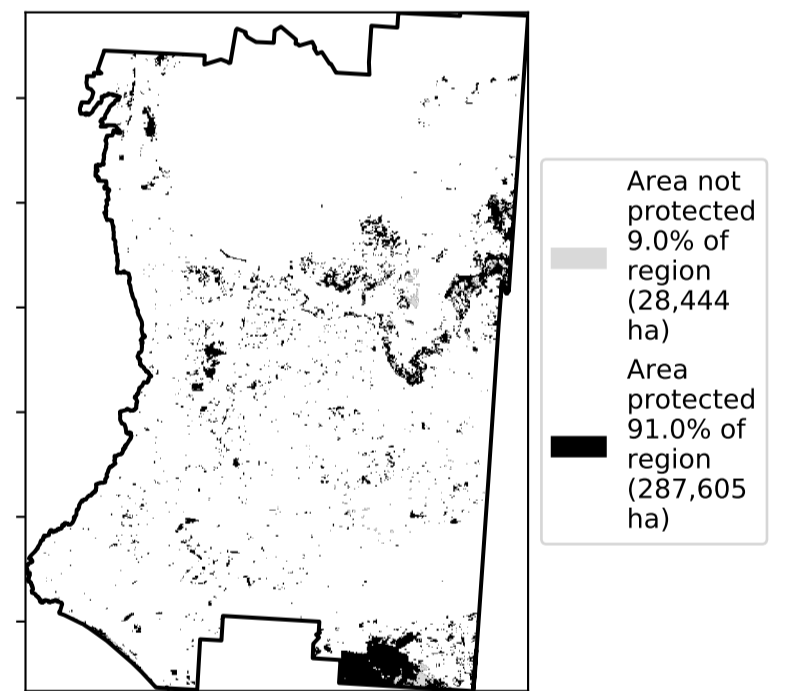 Area not
protected
9.0% of
region
(28,444
ha)
Area
protected
91.0% of
region
(287,605
ha)